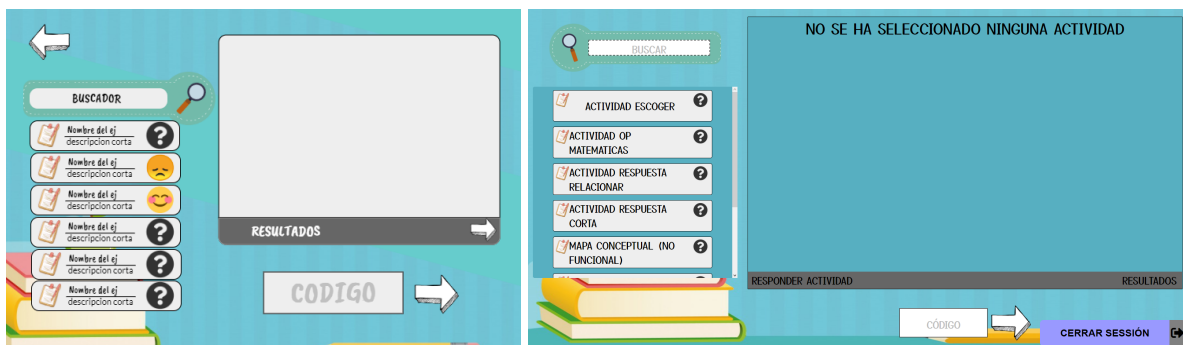 BUSCADOR
Nombre del ej
descripcion corta
Nombre del ej
descripcion corta
Nombre del ej
descripcion corta
Nombre del ej
descripcion corta
Nombre del ej
descripcion corta
Nombre del ej
descripcion corta
RESULTADOS
CODIGO
BUSCAR
ACTIVIDAD ESCOGER
ACTIVIDAD OP
MATEMATICAS
ACTIVIDAD RESPUESTA
RELACIONAR
ACTIVIDAD RESPUESTA
CORTA
MAPA CONCEPTUAL (NO
FUNCIONAL)
NO SE HA SELECCIONADO NINGUNA ACTIVIDAD
RESPONDER ACTIVIDAD
RESULTADOS
CÓDIGO
CERRAR SESSIÓN